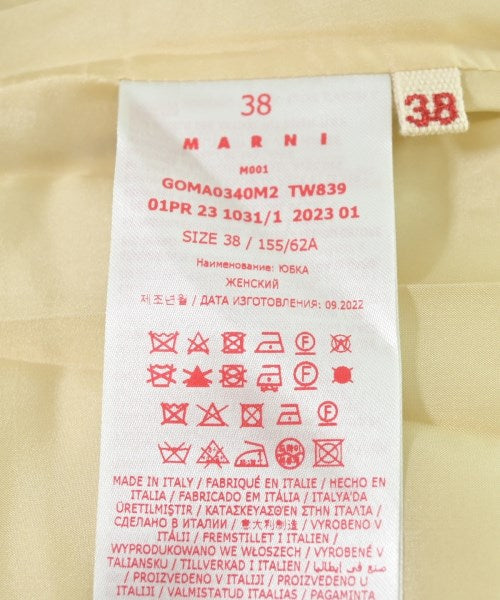 38
38
MARNI
M001
GOMA0340M2 TW839
01PR 23 1031/1 2023 01
SIZE 38 / 155/62A
Наименование: ЮБКА
ЖЕНСКИЙ
제조년월 / ДАТА ИЗГОТОВЛЕНИЯ: 09.2022
MADE IN ITALY / FABRIQUÉ EN ITALIE / HECHO EN
ITALIA / FABRICADO EM ITÁLIA / ITALYA'DA
ÜRETILMIŞTIR / ΚΑΤΑΣΚΕΥΑΣΘΕΝ ΣΤΗΝ ΙΤΑΛΙΑ /
СДЕЛАНО В ИТАЛИИ / 意大利制造 / VYROBENO V
ITÁLII / FREMSTILLET I ITALIEN /
WYPRODUKOWANO WE WŁOSZECH / VYROBENÉ V
TALIANSKU / TILLVERKAD I ITALIEN / صنع في إيطاليا
/ PROIZVEDENO V ITALIJI / PROIZVEDENO U
ITALIJI / VALMISTATUD ITAALIAS / PAGAMINTA